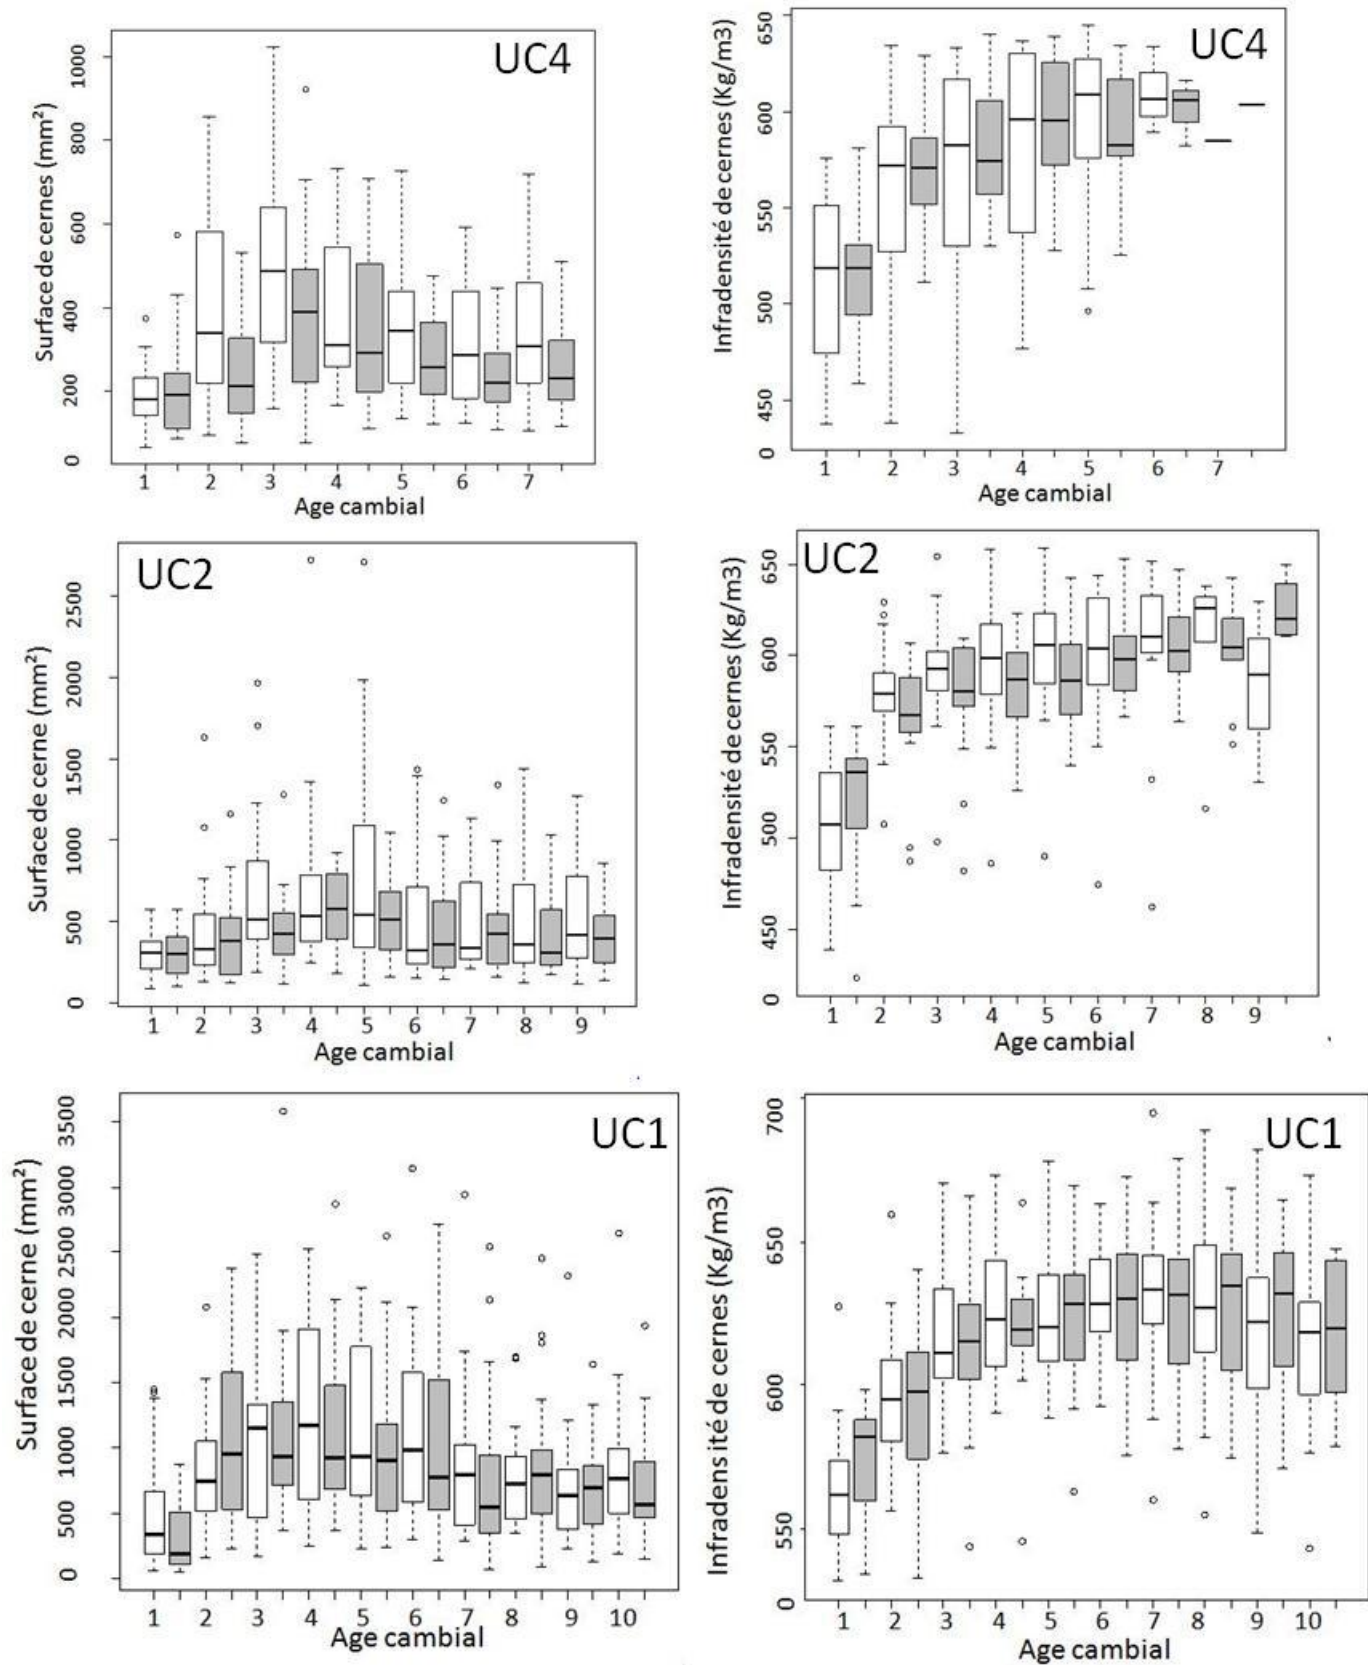 UC4
Surface de cernes (mm²)
1000
800
600
400
200
0
1 2 3 4 5 6 7
Age cambial
Infradensité de cernes (Kg/m3)
650
600
550
500
450
0
1 2 3 4 5 6 7
Age cambial
UC4
UC2
Surface de cerne (mm²)
2500
2000
1500
1000
500
0
1 2 3 4 5 6 7 8 9
Age cambial
UC2
Infradensité de cernes (Kg/m3)
650
600
550
500
450
0
1 2 3 4 5 6 7 8 9
Age cambial
UC1
Surface de cerne (mm²)
3500
3000
2500
2000
1500
1000
500
0
1 2 3 4 5 6 7 8 9 10
Age cambial
UC1
Infradensité de cernes (Kg/m3)
700
650
600
550
0
1 2 3 4 5 6 7 8 9 10
Age cambial